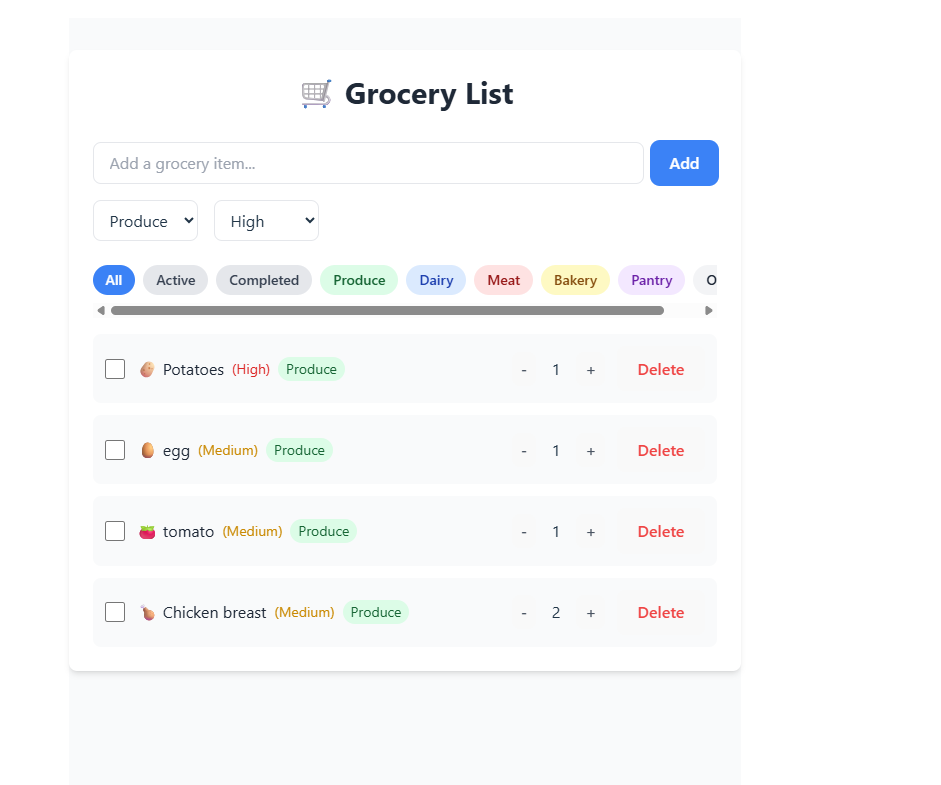 🛒 Grocery List
Add a grocery item... Add
Produce High
All Active Completed Produce Dairy Meat Bakery Pantry O
🥔 Potatoes (High) Produce - 1 + Delete
🥚 egg (Medium) Produce - 1 + Delete
🍅 tomato (Medium) Produce - 1 + Delete
🍗 Chicken breast (Medium) Produce - 2 + Delete